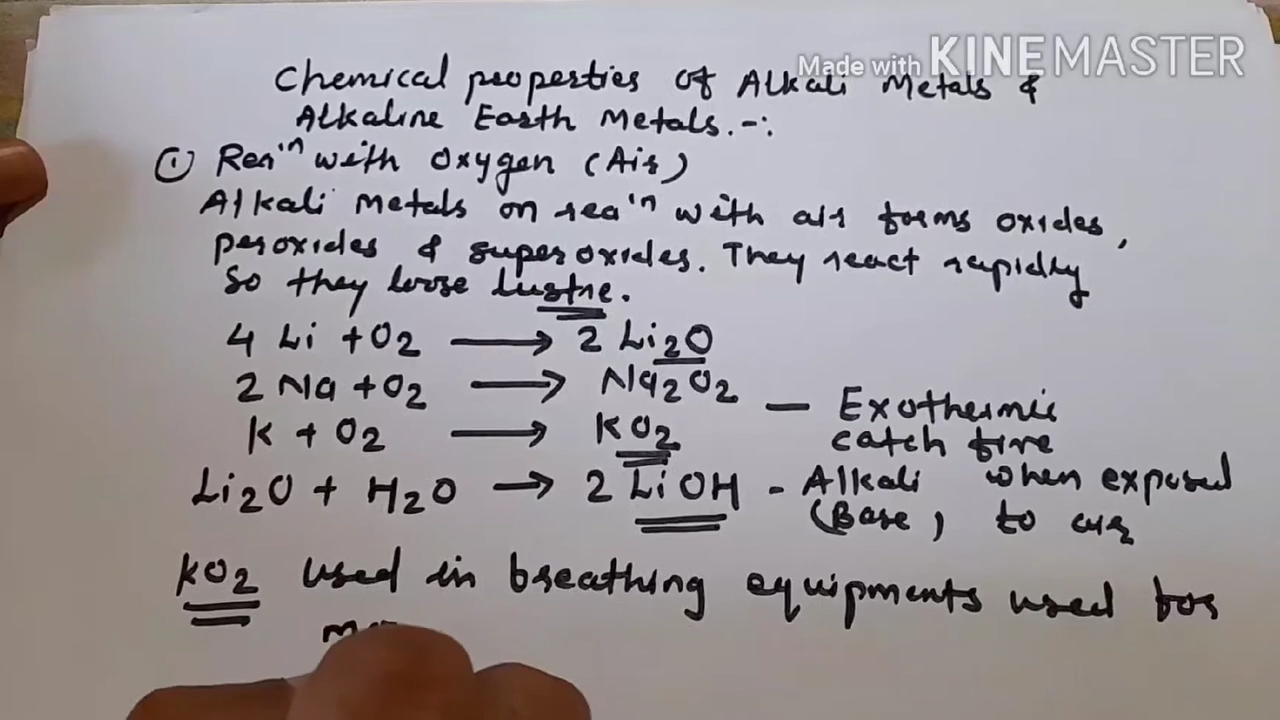 Made with KINEMASTER
Chemical properties of Alkali Metals &
Alkaline Earth Metals.-:
① Rea'n with Oxygen (Air)
Alkali Metals on rea'n with air forms oxides,
peroxides & superoxides. They react rapidly
so they loose lustre.
4 Li + O2 ⟶ 2 Li2O
2 Na + O2 ⟶ Na2O2 — Exothermic
K + O2 ⟶ KO2 catch fire
Li2O + H2O → 2 LiOH - Alkali when exposed
(Base) to air
KO2 used in breathing equipments used for